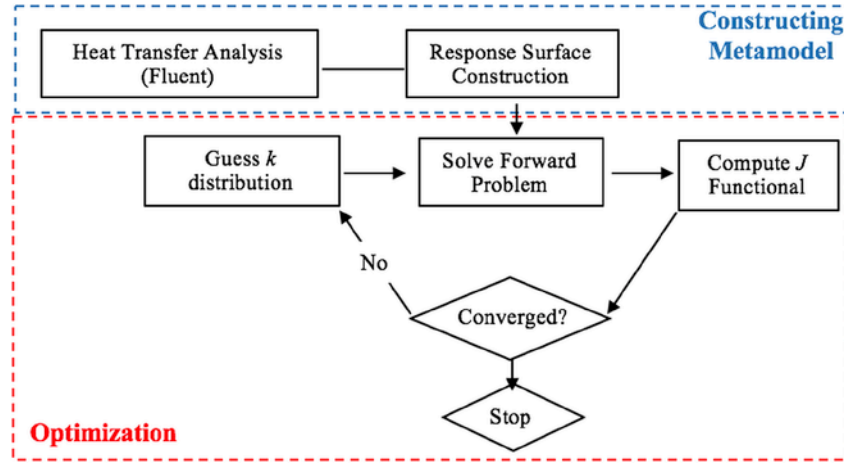 Constructing
Metamodel
Heat Transfer Analysis
(Fluent)
Response Surface
Construction
Guess k
distribution
Solve Forward
Problem
Compute J
Functional
No
Converged?
Stop
Optimization